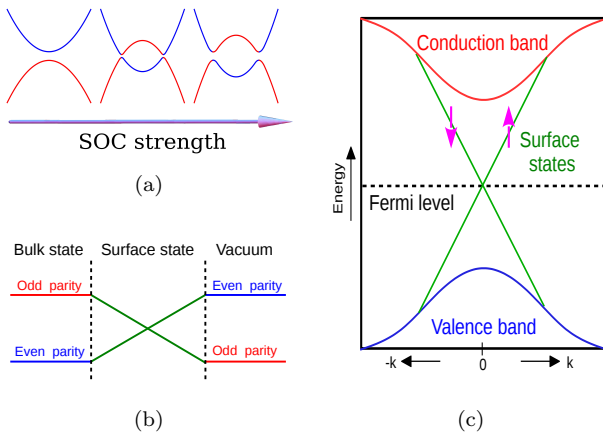 SOC strength
(a)
Bulk state Surface state Vacuum
Odd parity Even parity
Even parity Odd parity
(b)
Conduction band
Surface
states
Energy
Fermi level
Valence band
-k 0 k
(c)